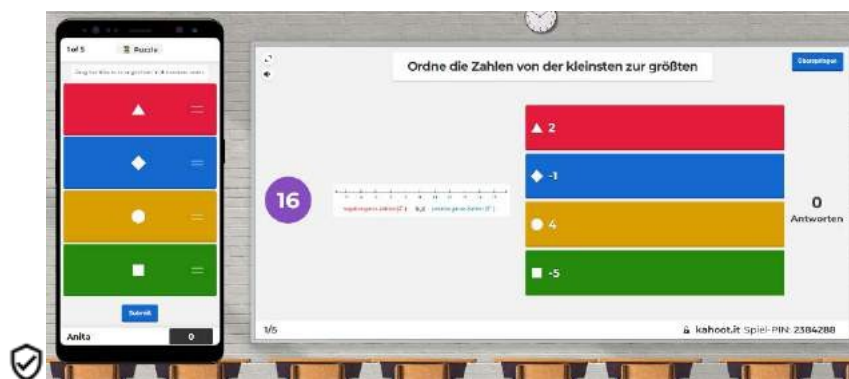 1 of 5
Puzzle
Submit
Anita
0
Ordne die Zahlen von der kleinsten zur größten
Überspringen
16
2
-1
4
-5
0
Antworten
1/5
kahoot.it Spiel-PIN: 2384288